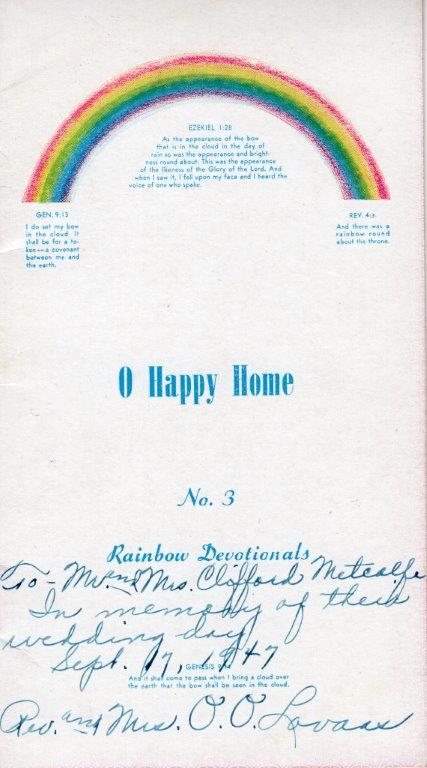 EZEKIEL 1:28
As the appearance of the bow
that is in the cloud in the day of
rain so was the appearance and bright-
ness round about. This was the appearance
of the likeness of the Glory of the Lord. And
when I saw it, I fell upon my face and I heard the
voice of one who spake.
GEN. 9:13
I do set my bow
in the cloud. it
shall be for a to-
ken—a covenant
between me and
the earth.
REV. 4:3
And there was a
rainbow round
about the throne.
O Happy Home
No. 3
Rainbow Devotionals
To - Mr. and Mrs. Clifford Metcalfe
In memory of their
wedding day
Sept. 17, 1947
GENESIS 9:14
And it shall come to pass when I bring a cloud over
the earth that the bow shall be seen in the cloud.
Rev. and Mrs. O. O. Lovaas